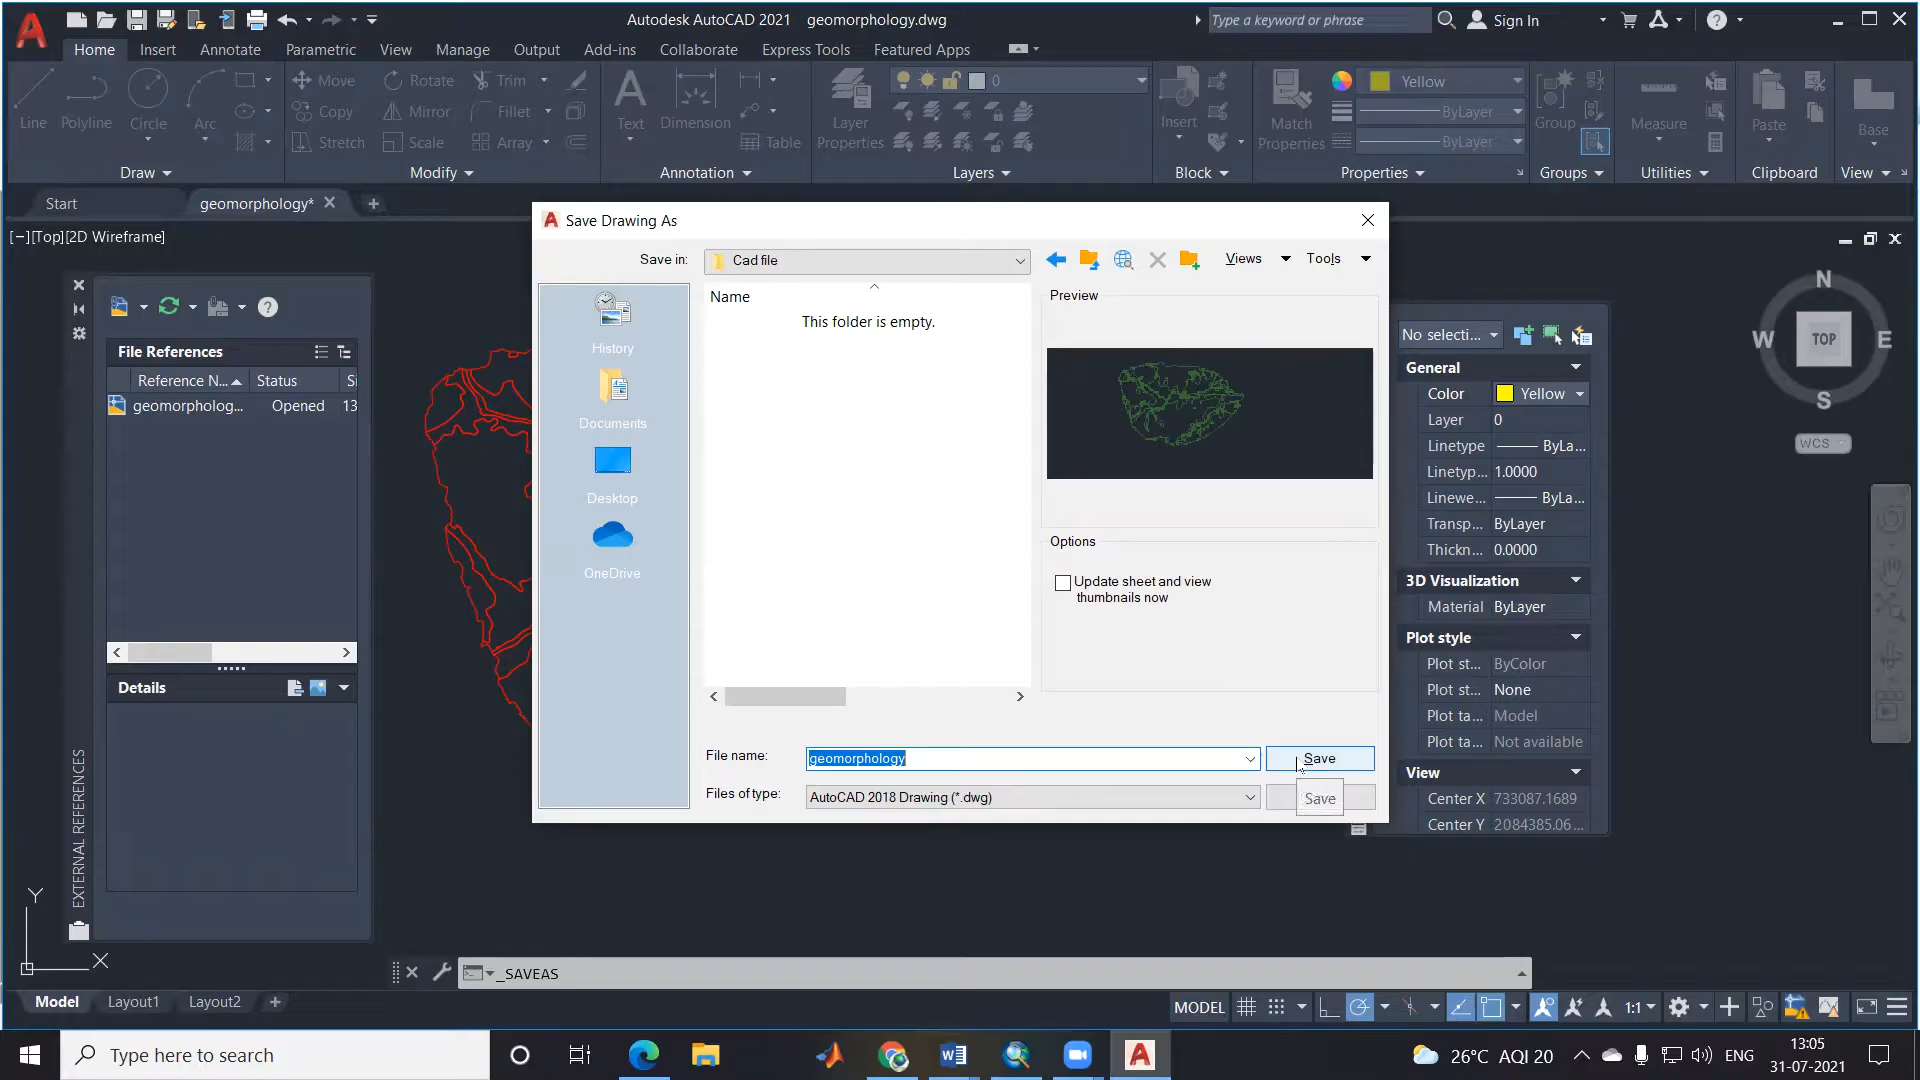 Autodesk AutoCAD 2021 geomorphology.dwg
Type a keyword or phrase
Sign In
Home Insert Annotate Parametric View Manage Output Add-ins Collaborate Express Tools Featured Apps
Line Polyline Circle Arc
Move Rotate Trim
Copy Mirror Fillet
Stretch Scale Array
Text Dimension Table
Layer Properties
0
Insert
Match Properties
Yellow
ByLayer
ByLayer
Group
Measure
Paste
Base
Draw Modify Annotation Layers Block Properties Groups Utilities Clipboard View
Start geomorphology*
[−][Top][2D Wireframe]
File References
Reference N... Status Si
geomorpholog... Opened 13
Details
EXTERNAL REFERENCES
Save Drawing As
Save in: Cad file
Views Tools
History
Documents
Desktop
OneDrive
Name
This folder is empty.
Preview
Options
Update sheet and view
thumbnails now
File name: geomorphology
Save
Files of type: AutoCAD 2018 Drawing (*.dwg)
Save
No selecti...
General
Color Yellow
Layer 0
Linetype ByLa...
Linetyp... 1.0000
Linewe... ByLa...
Transp... ByLayer
Thickn... 0.0000
3D Visualization
Material ByLayer
Plot style
Plot st... ByColor
Plot st... None
Plot ta... Model
Plot ta... Not available
View
Center X 733087.1689
Center Y 2084385.06...
N
W TOP E
S
WCS
Y
X
_SAVEAS
Model Layout1 Layout2
MODEL
1:1
Type here to search
26°C AQI 20
ENG
13:05
31-07-2021